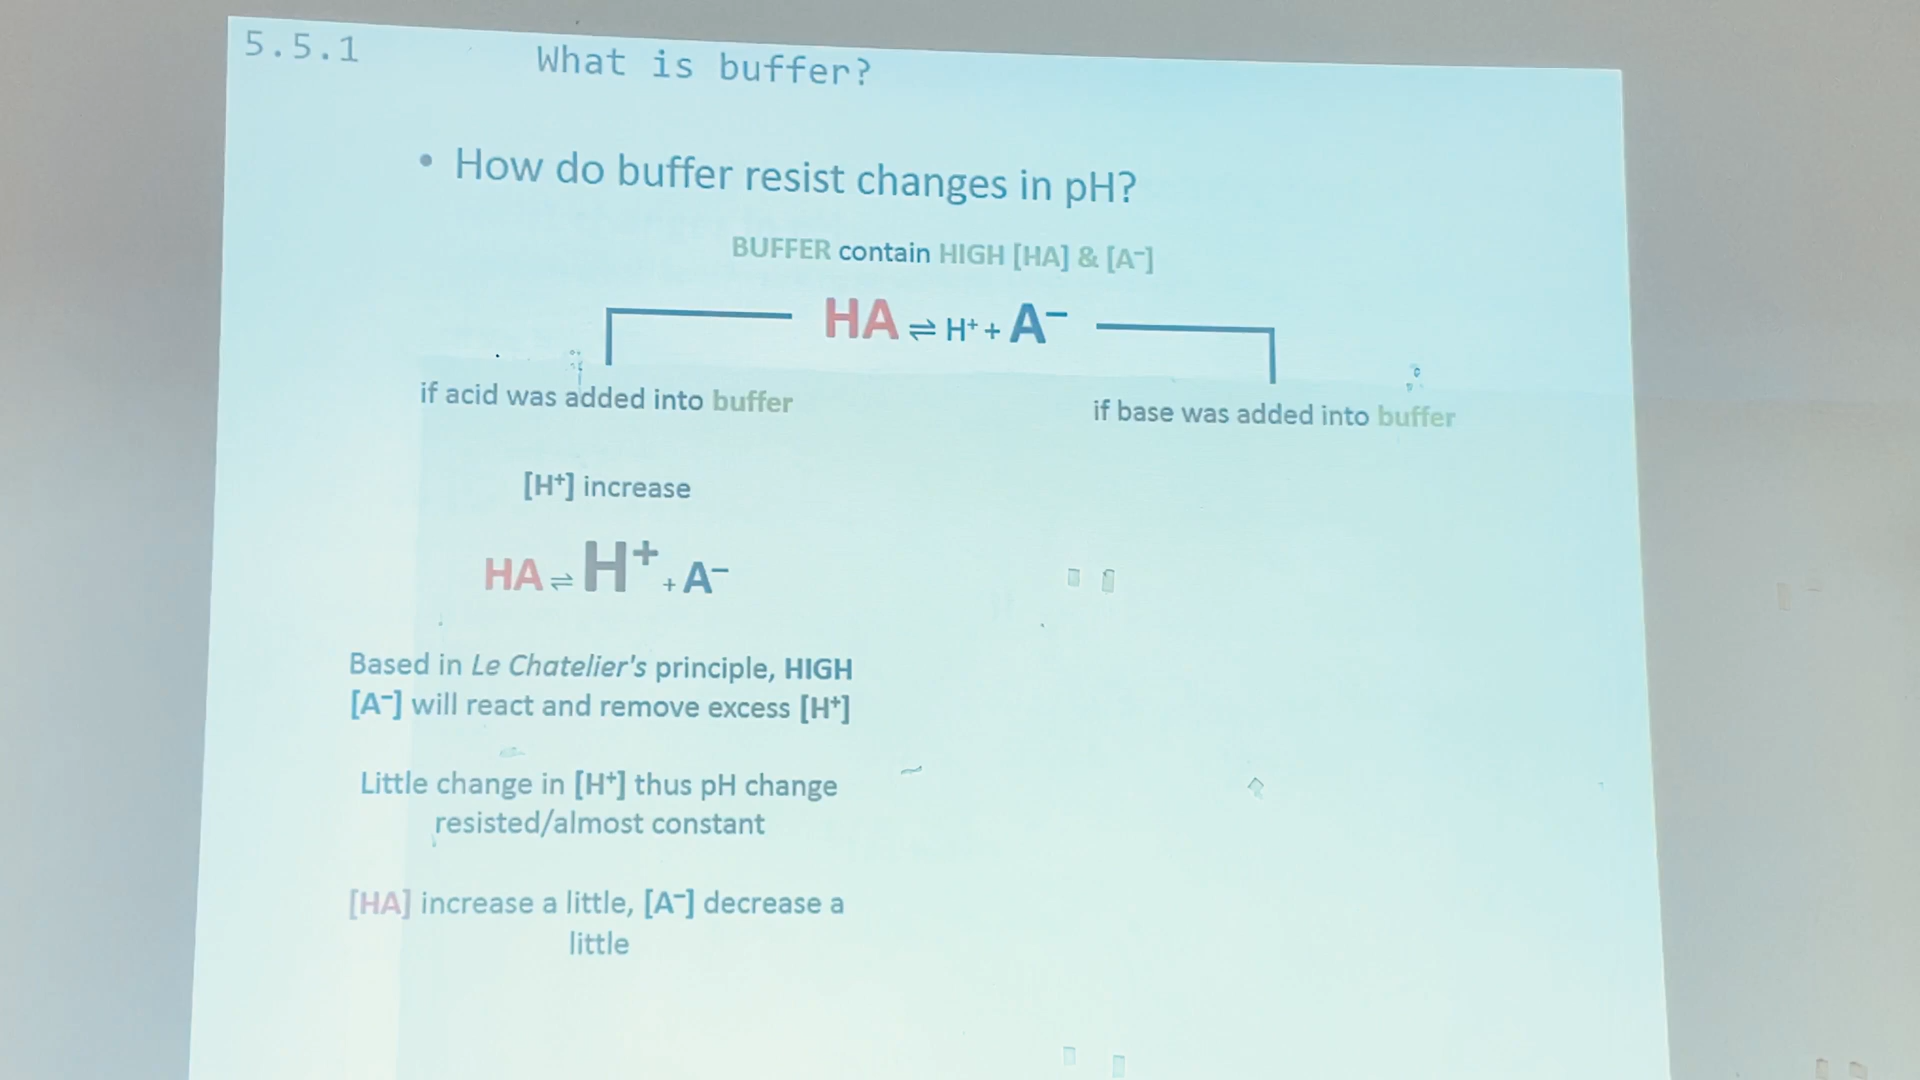 5.5.1
What is buffer?
• How do buffer resist changes in pH?
BUFFER contain HIGH [HA] & [A⁻]
HA ⇌ H⁺ + A⁻
if acid was added into buffer
if base was added into buffer
[H⁺] increase
HA ⇌ H⁺ + A⁻
Based in Le Chatelier's principle, HIGH
[A⁻] will react and remove excess [H⁺]
Little change in [H⁺] thus pH change
resisted/almost constant
[HA] increase a little, [A⁻] decrease a
little